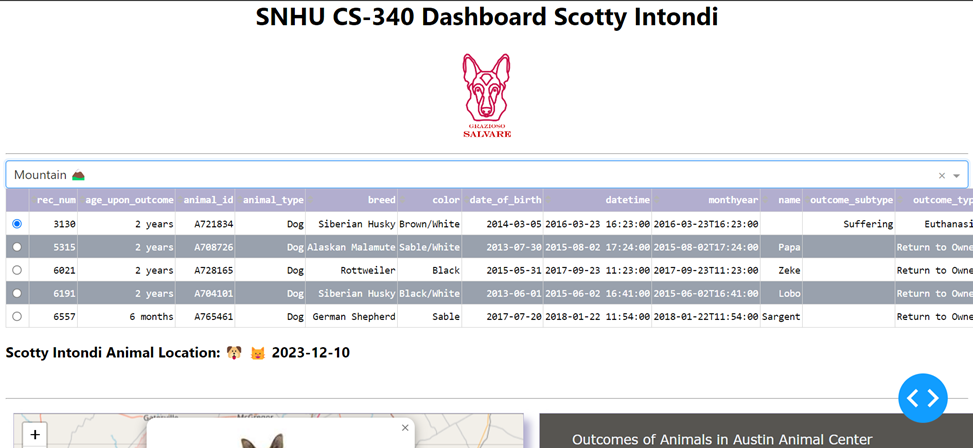 SNHU CS-340 Dashboard Scotty Intondi
GRAZIOSO
SALVARE
Mountain
rec_num age_upon_outcome animal_id animal_type breed color date_of_birth datetime monthyear name outcome_subtype outcome_typ
3130 2 years A721834 Dog Siberian Husky Brown/White 2014-03-05 2016-03-23 16:23:00 2016-03-23T16:23:00 Suffering Euthanasi
5315 2 years A708726 Dog Alaskan Malamute Sable/White 2013-07-30 2015-08-02 17:24:00 2015-08-02T17:24:00 Papa Return to Owne
6021 2 years A728165 Dog Rottweiler Black 2015-05-31 2017-09-23 11:23:00 2017-09-23T11:23:00 Zeke Return to Owne
6191 2 years A704101 Dog Siberian Husky Black/White 2013-06-01 2015-06-02 16:41:00 2015-06-02T16:41:00 Lobo Return to Owne
6557 6 months A765461 Dog German Shepherd Sable 2017-07-20 2018-01-22 11:54:00 2018-01-22T11:54:00 Sargent Return to Owne
Scotty Intondi Animal Location: 🐶 😺 2023-12-10
+
Outcomes of Animals in Austin Animal Center